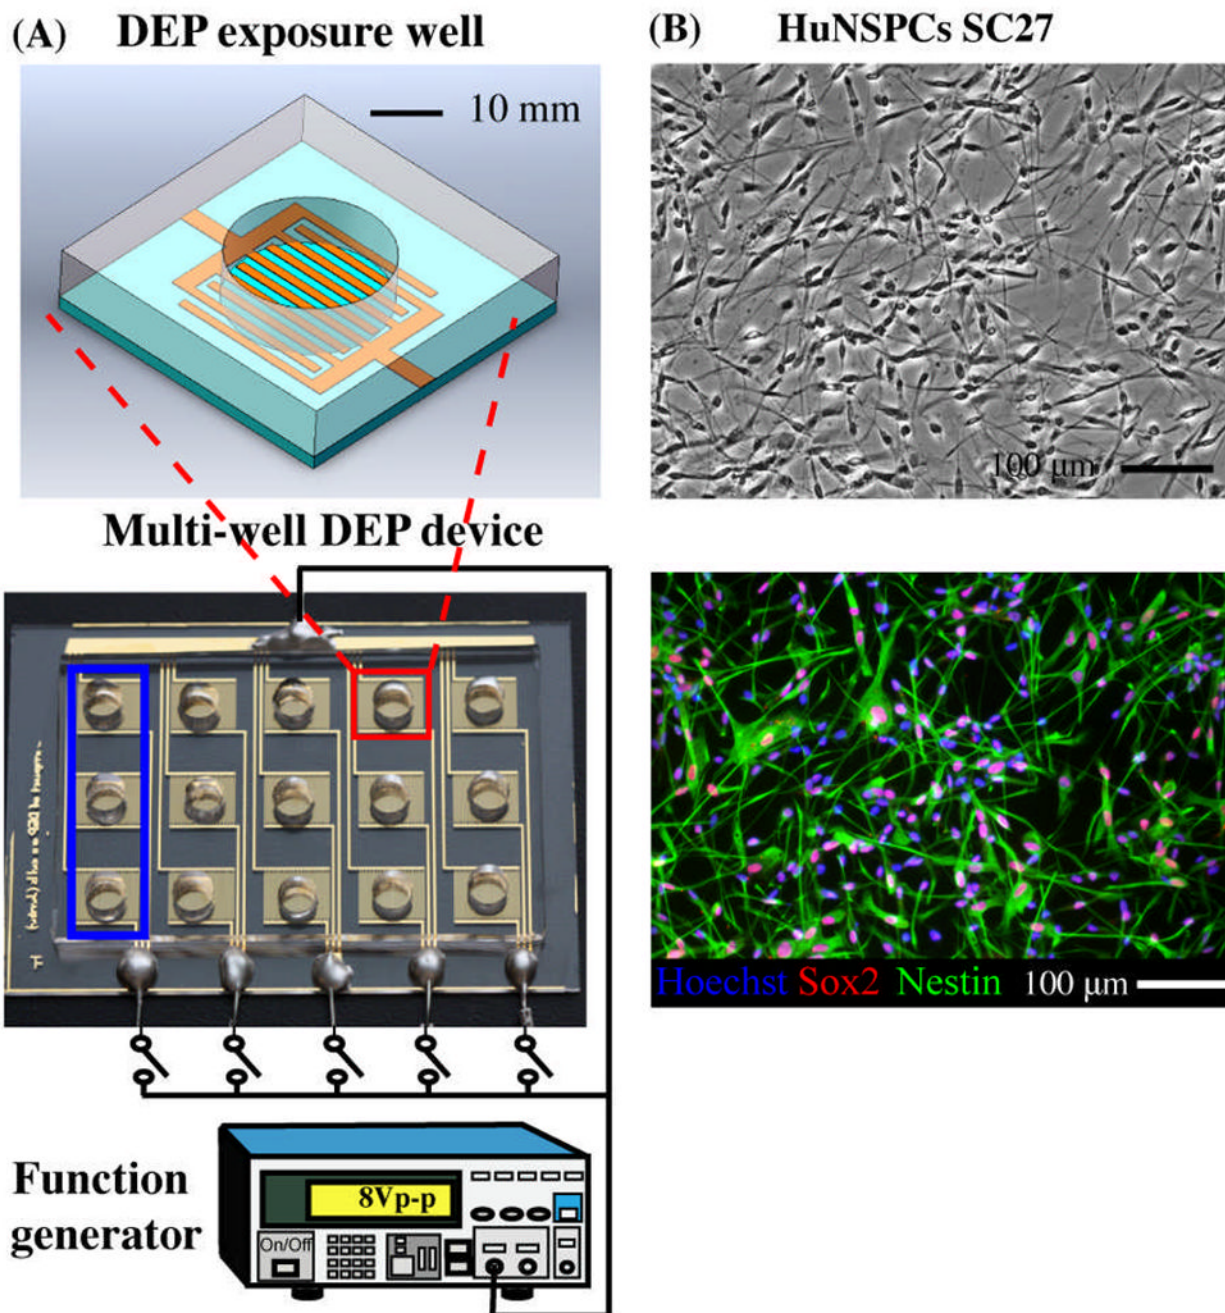 (A) DEP exposure well
10 mm
Multi-well DEP device
Function
generator
8Vp-p
On/Off
(B) HuNSPCs SC27
100 μm
Hoechst Sox2 Nestin 100 μm